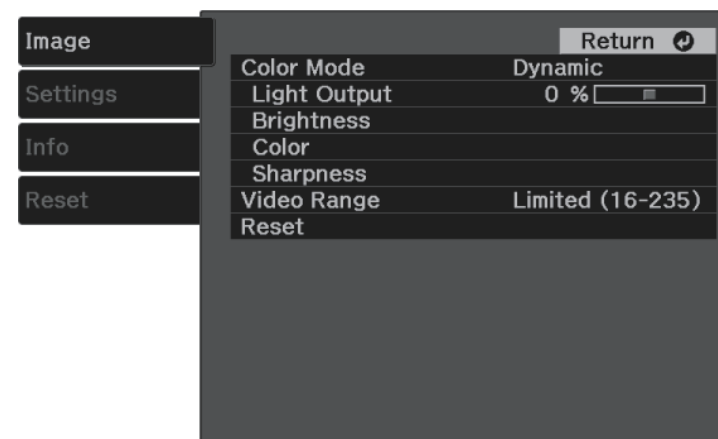 Image
Settings
Info
Reset
Return
Color Mode Dynamic
Light Output 0 %
Brightness
Color
Sharpness
Video Range Limited (16-235)
Reset